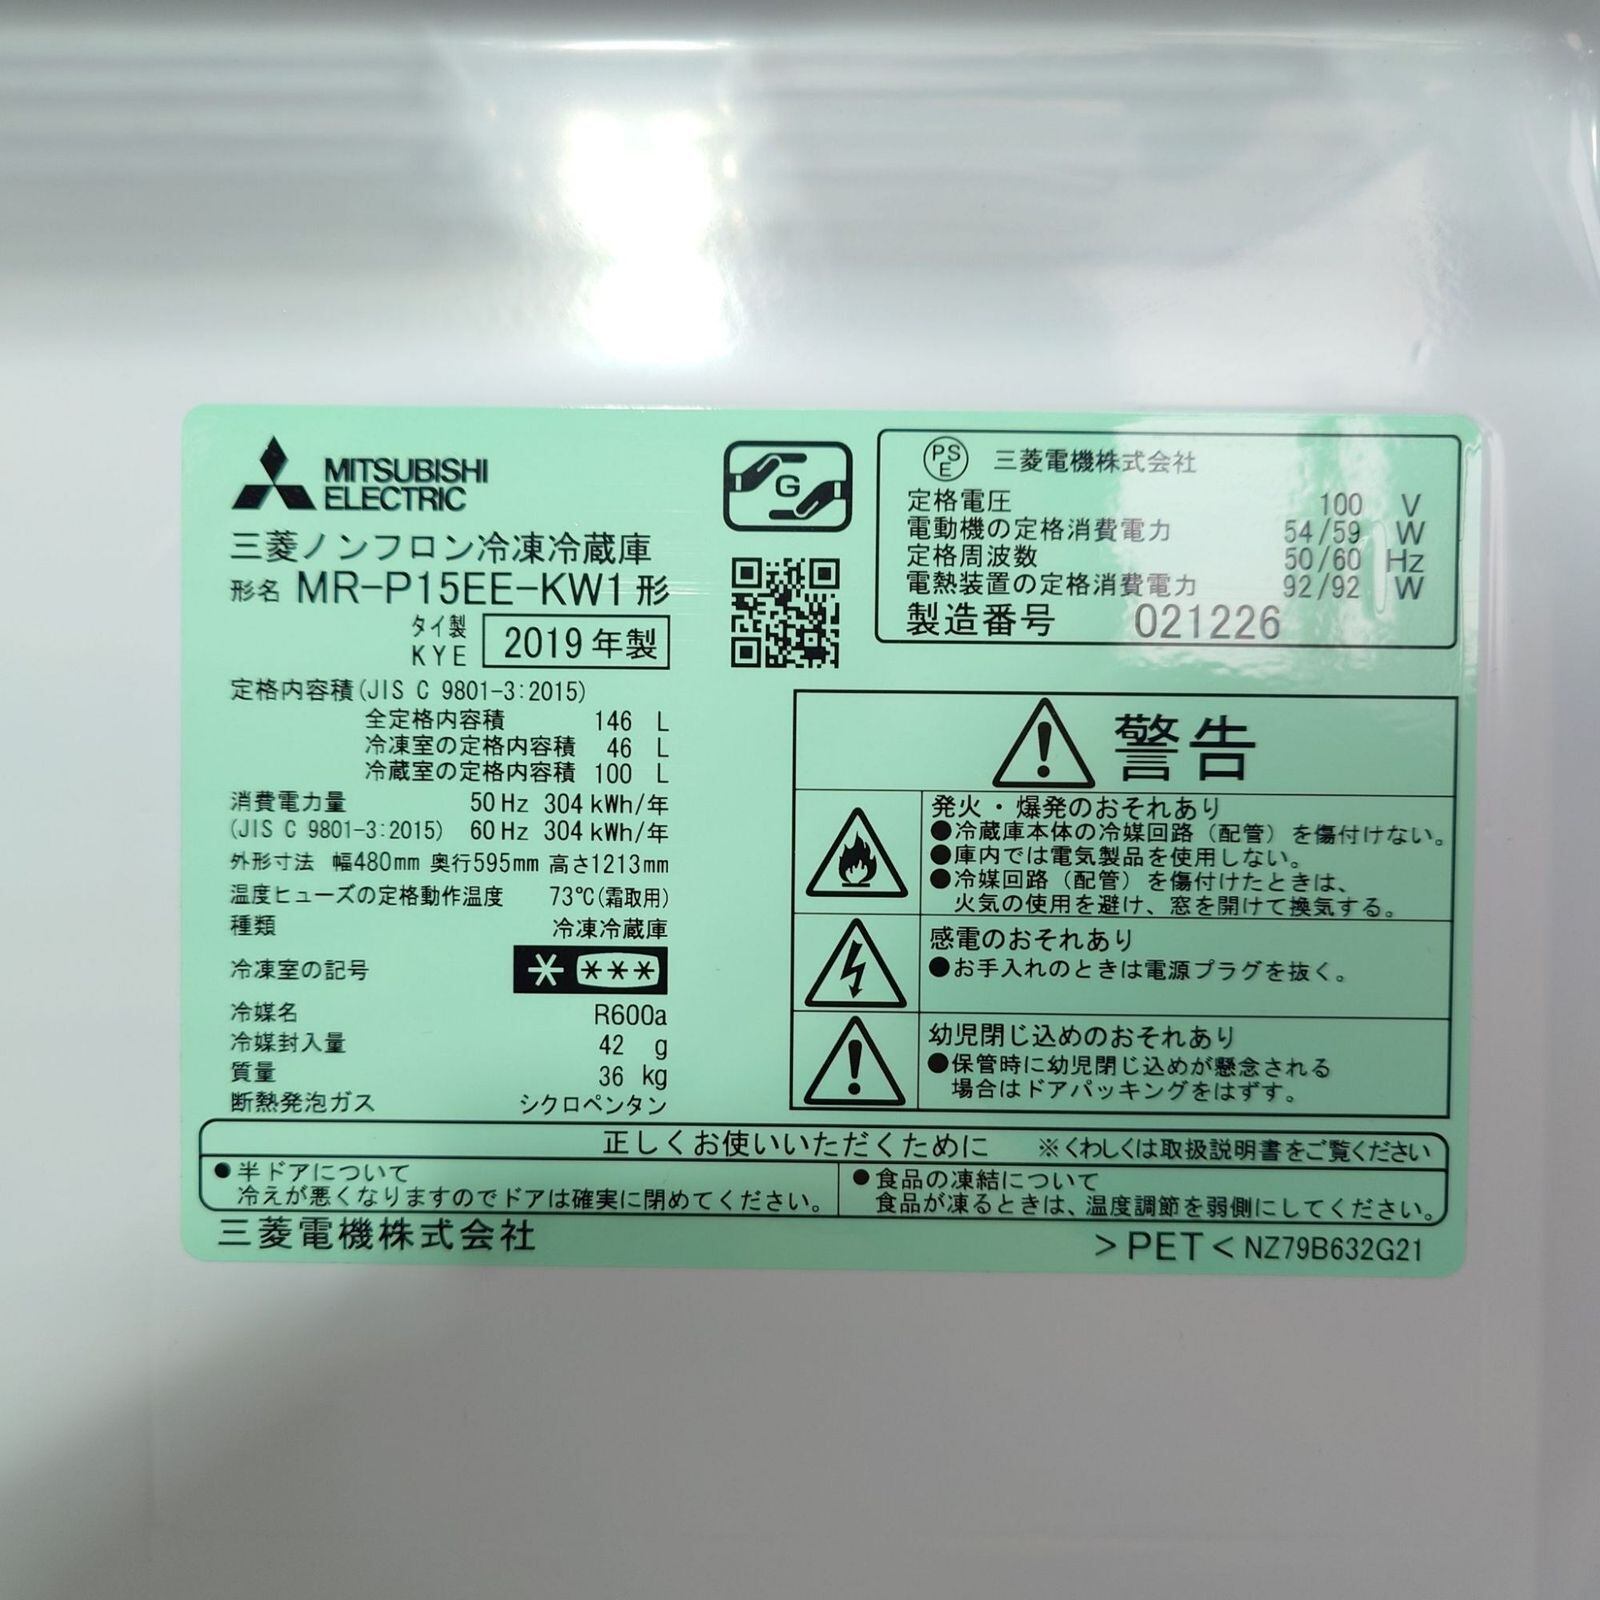 MITSUBISHI
ELECTRIC
三菱ノンフロン冷凍冷蔵庫
形名 MR-P15EE-KW1形
タイ製
KYE
2019年製
定格内容積(JIS C 9801-3:2015)
全定格内容積 146 L
冷凍室の定格内容積 46 L
冷蔵室の定格内容積 100 L
消費電力量 50Hz 304kWh/年
(JIS C 9801-3:2015) 60Hz 304kWh/年
外形寸法 幅480mm 奥行595mm 高さ1213mm
温度ヒューズの定格動作温度 73℃(霜取用)
種類 冷凍冷蔵庫
冷凍室の記号 * ***
冷媒名 R600a
冷媒封入量 42 g
質量 36 kg
断熱発泡ガス シクロペンタン
G
PS
E
三菱電機株式会社
定格電圧 100 V
電動機の定格消費電力 54/59 W
定格周波数 50/60 Hz
電熱装置の定格消費電力 92/92 W
製造番号 021226
警告
発火・爆発のおそれあり
●冷蔵庫本体の冷媒回路(配管)を傷付けない。
●庫内では電気製品を使用しない。
●冷媒回路(配管)を傷付けたときは、
火気の使用を避け、窓を開けて換気する。
感電のおそれあり
●お手入れのときは電源プラグを抜く。
幼児閉じ込めのおそれあり
●保管時に幼児閉じ込めが懸念される
場合はドアパッキングをはずす。
正しくお使いいただくために ※くわしくは取扱説明書をご覧ください
●半ドアについて
冷えが悪くなりますのでドアは確実に閉めてください。
●食品の凍結について
食品が凍るときは、温度調節を弱側にしてください。
三菱電機株式会社
>PET< NZ79B632G21